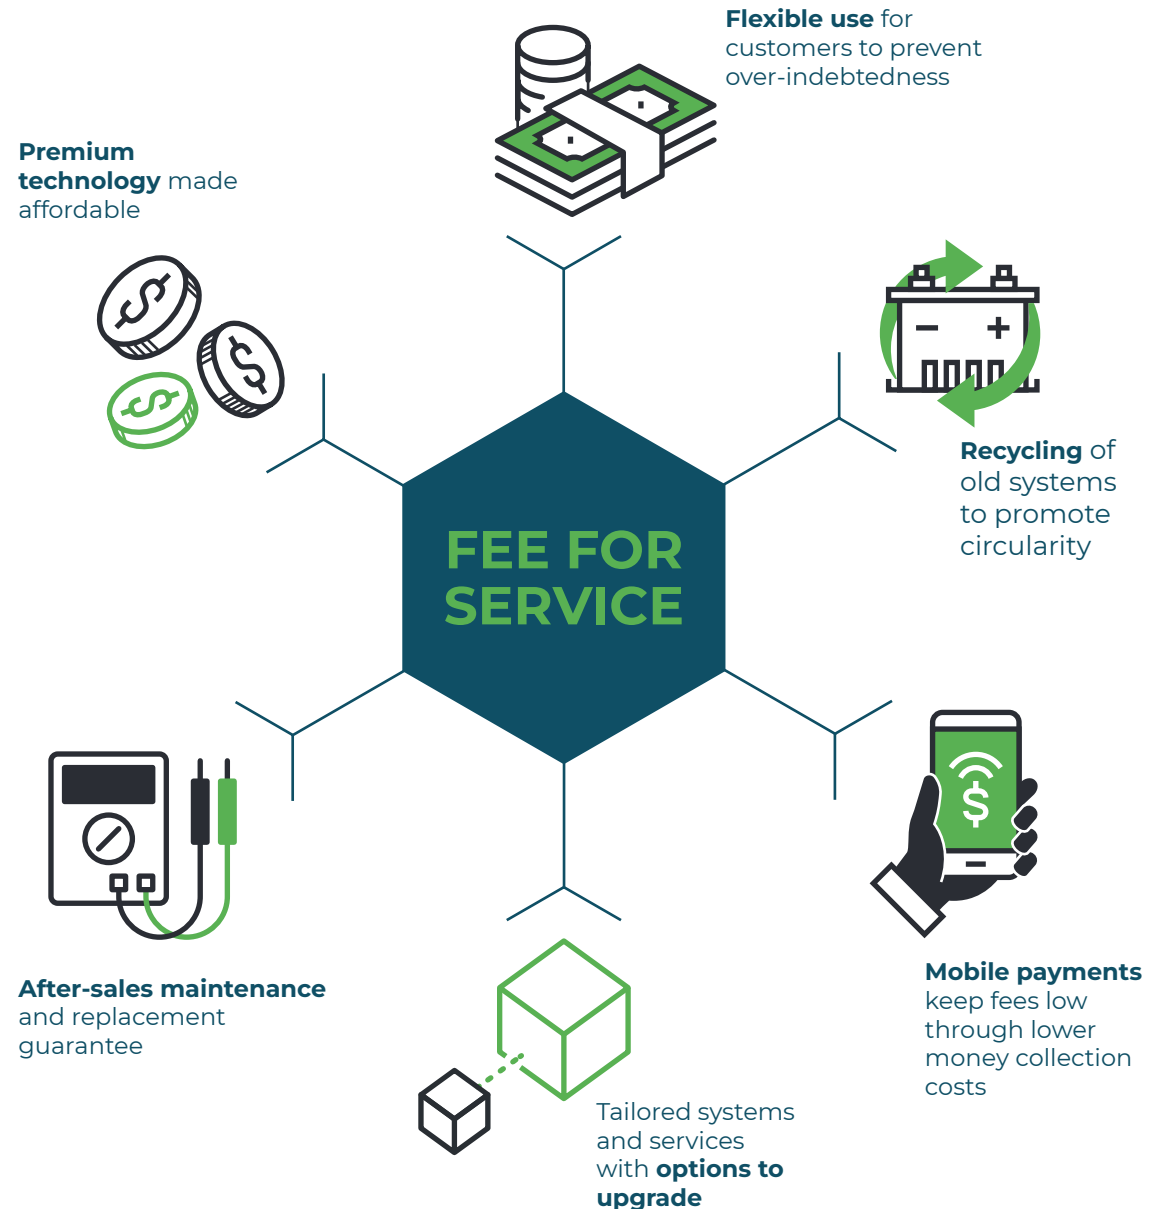 Flexible use for
customers to prevent
over-indebtedness
Premium
technology made
affordable
Recycling of
old systems
to promote
circularity
FEE FOR
SERVICE
After-sales maintenance
and replacement
guarantee
Mobile payments
keep fees low
through lower
money collection
costs
Tailored systems
and services
with options to
upgrade